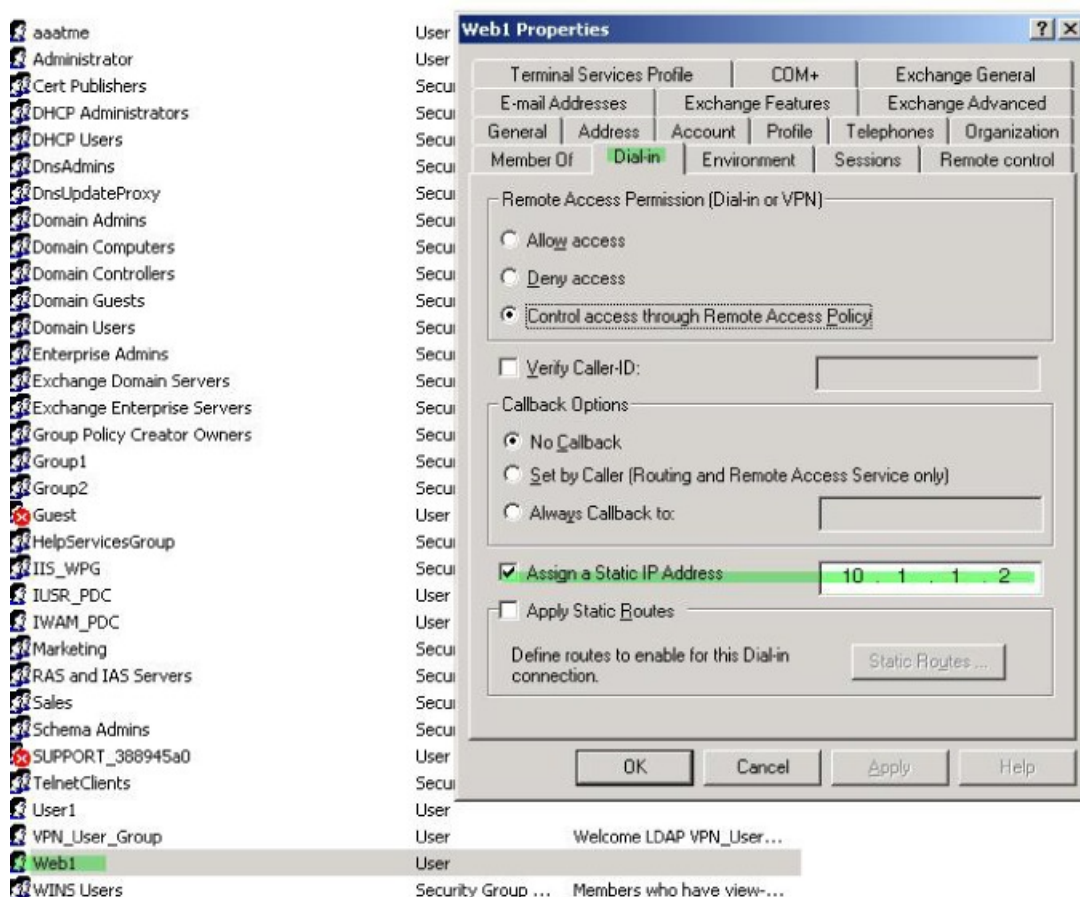 aaatme User
Administrator User
Cert Publishers Secu
DHCP Administrators Secu
DHCP Users Secu
DnsAdmins Secu
DnsUpdateProxy Secu
Domain Admins Secu
Domain Computers Secu
Domain Controllers Secu
Domain Guests Secu
Domain Users Secu
Enterprise Admins Secu
Exchange Domain Servers Secu
Exchange Enterprise Servers Secu
Group Policy Creator Owners Secu
Group1 Secu
Group2 Secu
Guest User
HelpServicesGroup Secu
IIS_WPG Secu
IUSR_PDC User
IWAM_PDC User
Marketing Secu
RAS and IAS Servers Secu
Sales Secu
Schema Admins Secu
SUPPORT_388945a0 User
TelnetClients Secu
User1 User
VPN_User_Group User Welcome LDAP VPN_User...
Web1 User
WINS Users Security Group ... Members who have view-...
Web1 Properties
Terminal Services Profile COM+ Exchange General
E-mail Addresses Exchange Features Exchange Advanced
General Address Account Profile Telephones Organization
Member Of Dial-in Environment Sessions Remote control
Remote Access Permission (Dial-in or VPN)
Allow access
Deny access
Control access through Remote Access Policy
Verify Caller-ID:
Callback Options
No Callback
Set by Caller (Routing and Remote Access Service only)
Always Callback to:
Assign a Static IP Address 10 . 1 . 1 . 2
Apply Static Routes
Define routes to enable for this Dial-in
connection.
Static Routes ...
OK Cancel Apply Help